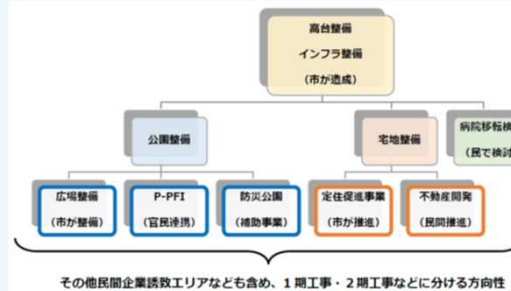 高台整備
インフラ整備
（市が造成）
公園整備
宅地整備
病院移転検
（民で検討
広場整備
（市が整備）
P-PFI
（官民連携）
防災公園
（補助事業）
定住促進事業
（市が推進）
不動産開発
（民間推進）
その他民間企業誘致エリアなども含め、１期工事・２期工事などに分ける方向性